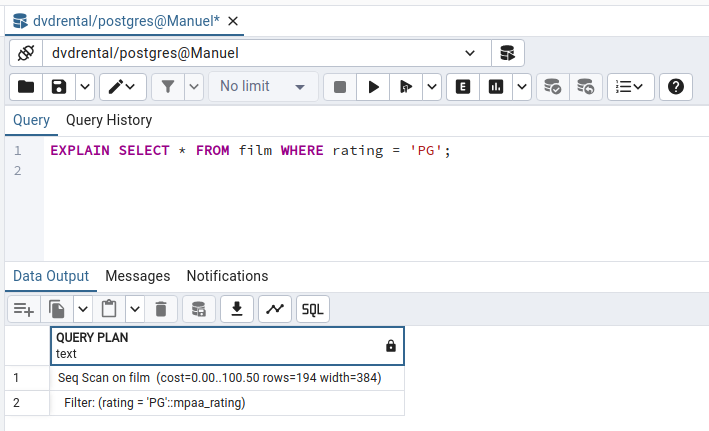 dvdrental/postgres@Manuel*
dvdrental/postgres@Manuel
No limit
E
Query Query History
1 EXPLAIN SELECT * FROM film WHERE rating = 'PG';
2
Data Output Messages Notifications
SQL
QUERY PLAN
text
1 Seq Scan on film (cost=0.00..100.50 rows=194 width=384)
2 Filter: (rating = 'PG'::mpaa_rating)